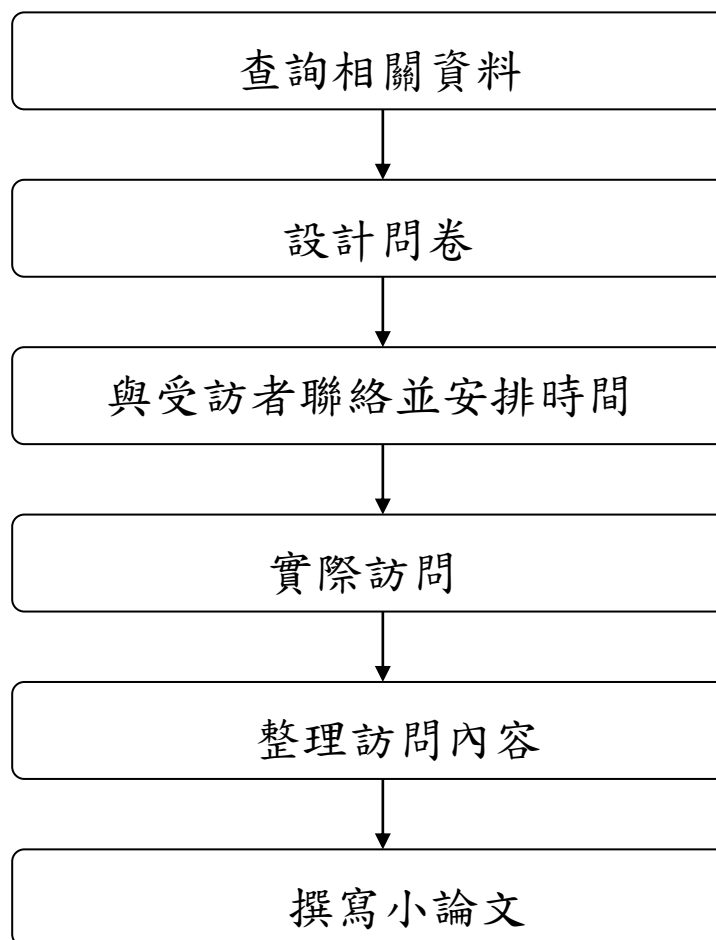 查詢相關資料
設計問卷
與受訪者聯絡並安排時間
實際訪問
整理訪問內容
撰寫小論文